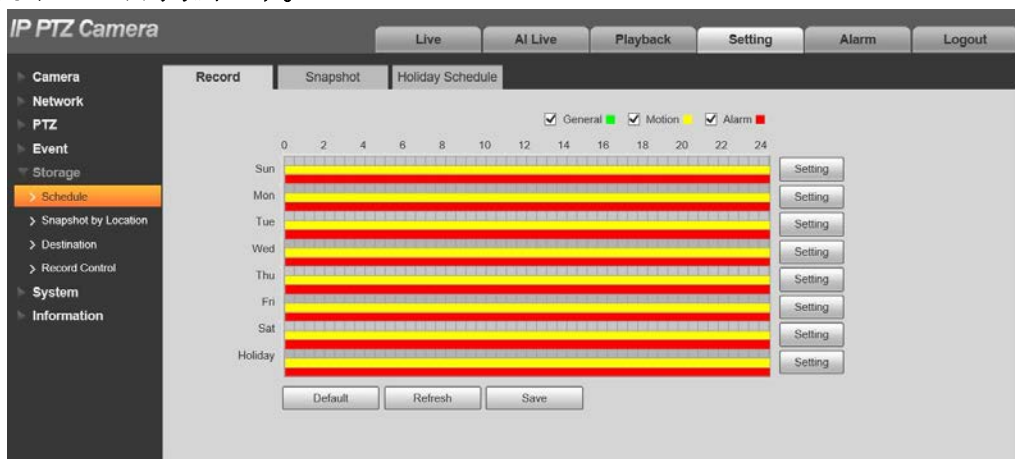 IP PTZ Camera
Live AI Live Playback Setting Alarm Logout
Camera
Network
PTZ
Event
Storage
Schedule
Snapshot by Location
Destination
Record Control
System
Information
Record Snapshot Holiday Schedule
General Motion Alarm
0 2 4 6 8 10 12 14 16 18 20 22 24
Sun Setting
Mon Setting
Tue Setting
Wed Setting
Thu Setting
Fri Setting
Sat Setting
Holiday Setting
Default Refresh Save